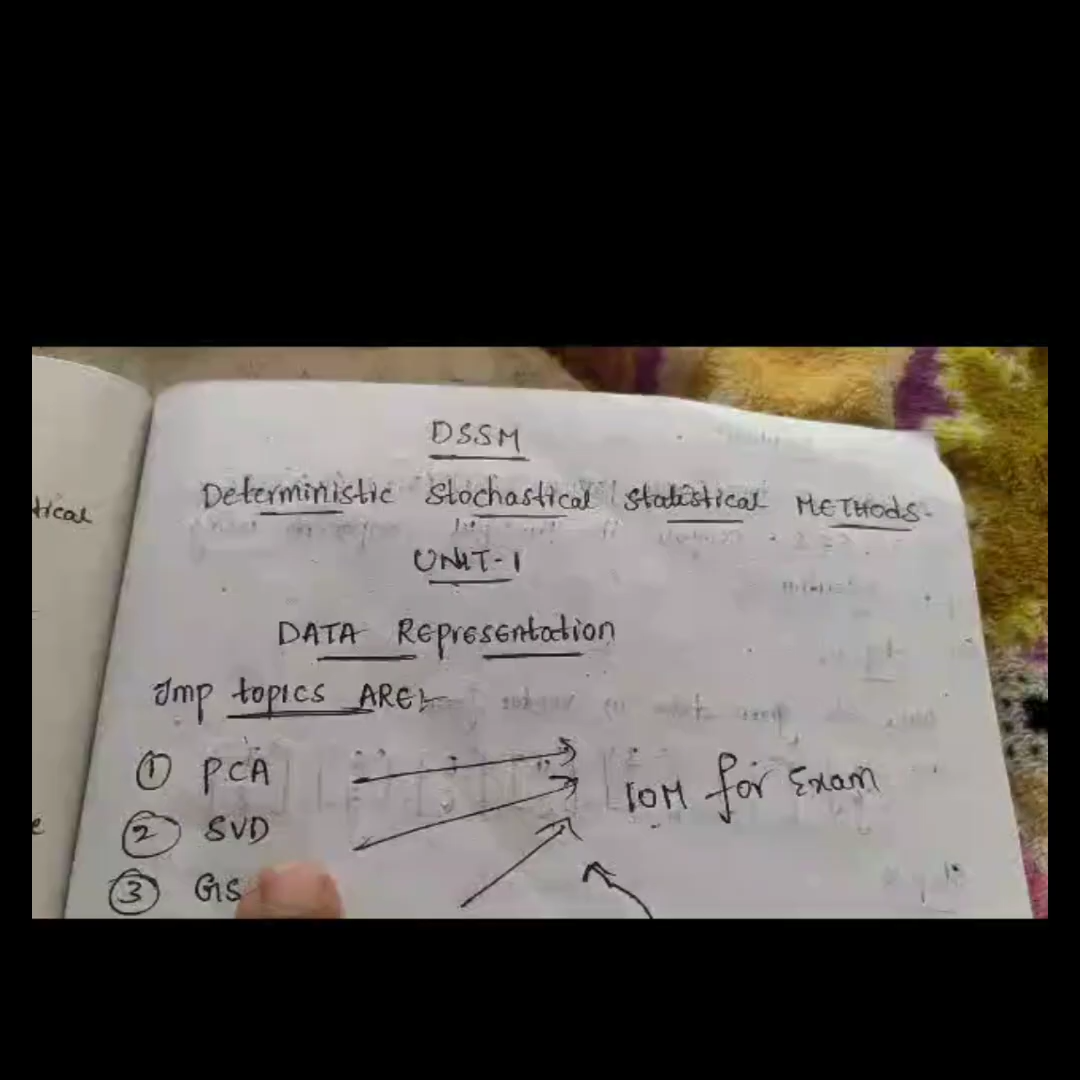 DSSM
Deterministic Stochastical Statistical METHODS-
UNIT-1
DATA Representation
Imp topics ARE:-
① PCA
② SVD
10M for Exam
③ GS
tical
e